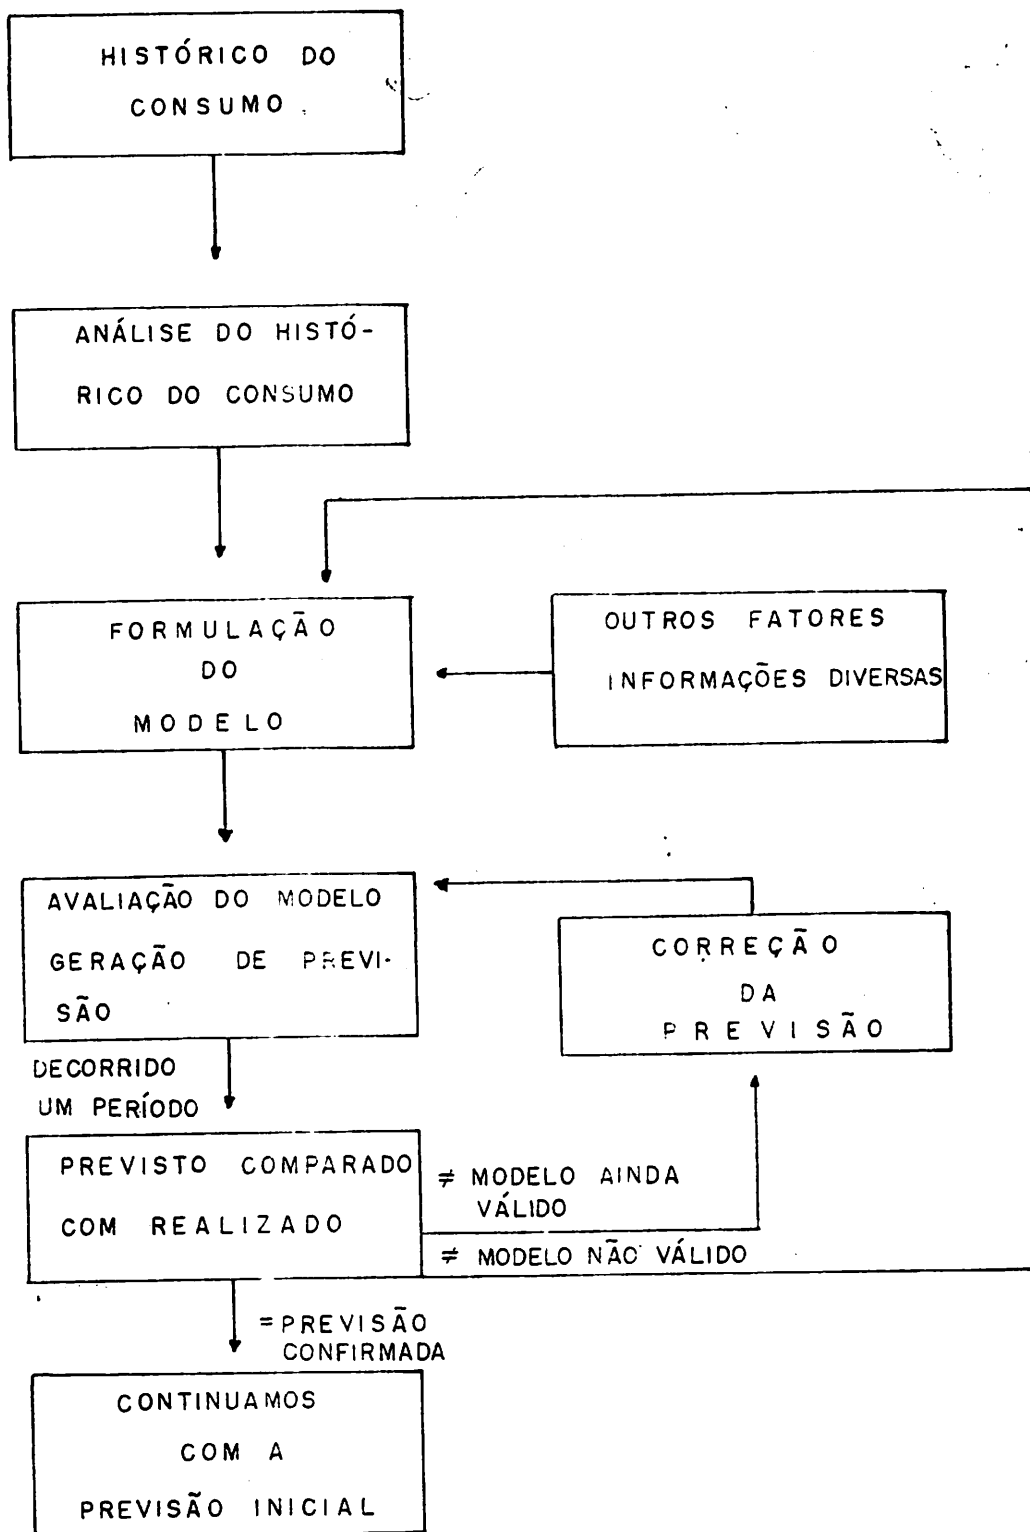 HISTÓRICO DO
CONSUMO
ANÁLISE DO HISTÓ-
RICO DO CONSUMO
FORMULAÇÃO
DO
MODELO
OUTROS FATORES
INFORMAÇÕES DIVERSAS
AVALIAÇÃO DO MODELO
GERAÇÃO DE PREVI-
SÃO
CORREÇÃO
DA
PREVISÃO
DECORRIDO
UM PERÍODO
PREVISTO COMPARADO
COM REALIZADO
≠ MODELO AINDA
VÁLIDO
≠ MODELO NÃO VÁLIDO
= PREVISÃO
CONFIRMADA
CONTINUAMOS
COM A
PREVISÃO INICIAL